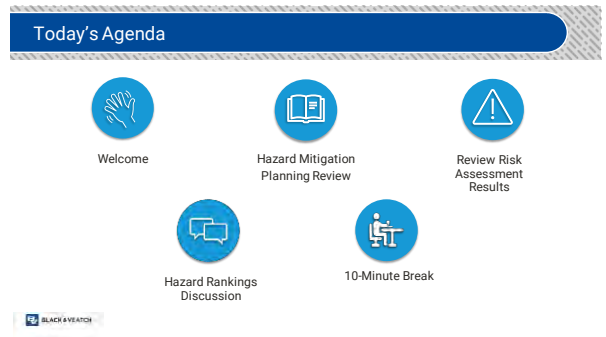 Today's Agenda
Welcome
Hazard Mitigation
Planning Review
Review Risk
Assessment
Results
Hazard Rankings
Discussion
10-Minute Break
BLACK & VEATCH